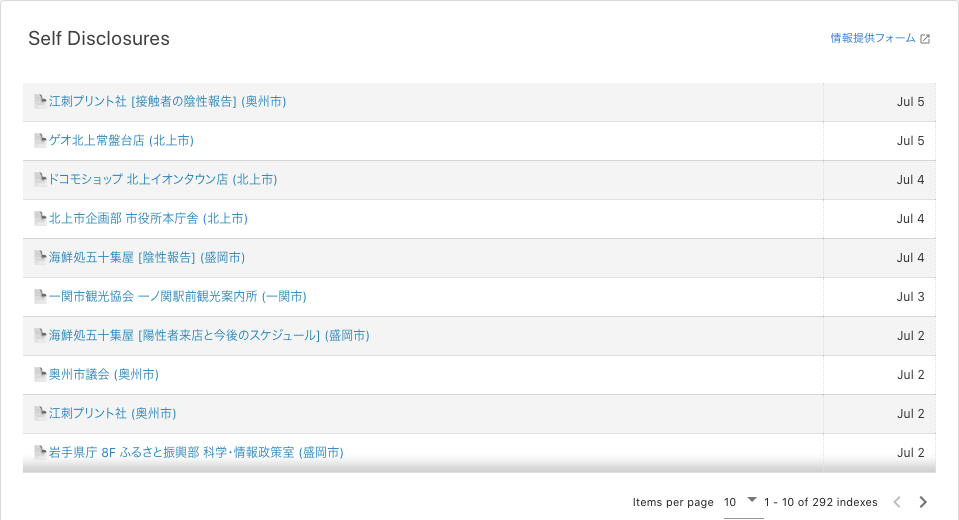 Self Disclosures
情報提供フォーム
江刺プリント社 [接触者の陰性報告] (奥州市) Jul 5
ゲオ北上常盤台店 (北上市) Jul 5
ドコモショップ 北上イオンタウン店 (北上市) Jul 4
北上市企画部 市役所本庁舎 (北上市) Jul 4
海鮮処五十集屋 [陰性報告] (盛岡市) Jul 4
一関市観光協会 一ノ関駅前観光案内所 (一関市) Jul 3
海鮮処五十集屋 [陽性者来店と今後のスケジュール] (盛岡市) Jul 2
奥州市議会 (奥州市) Jul 2
江刺プリント社 (奥州市) Jul 2
岩手県庁 8F ふるさと振興部 科学・情報政策室 (盛岡市) Jul 2
Items per page 10 1 - 10 of 292 indexes